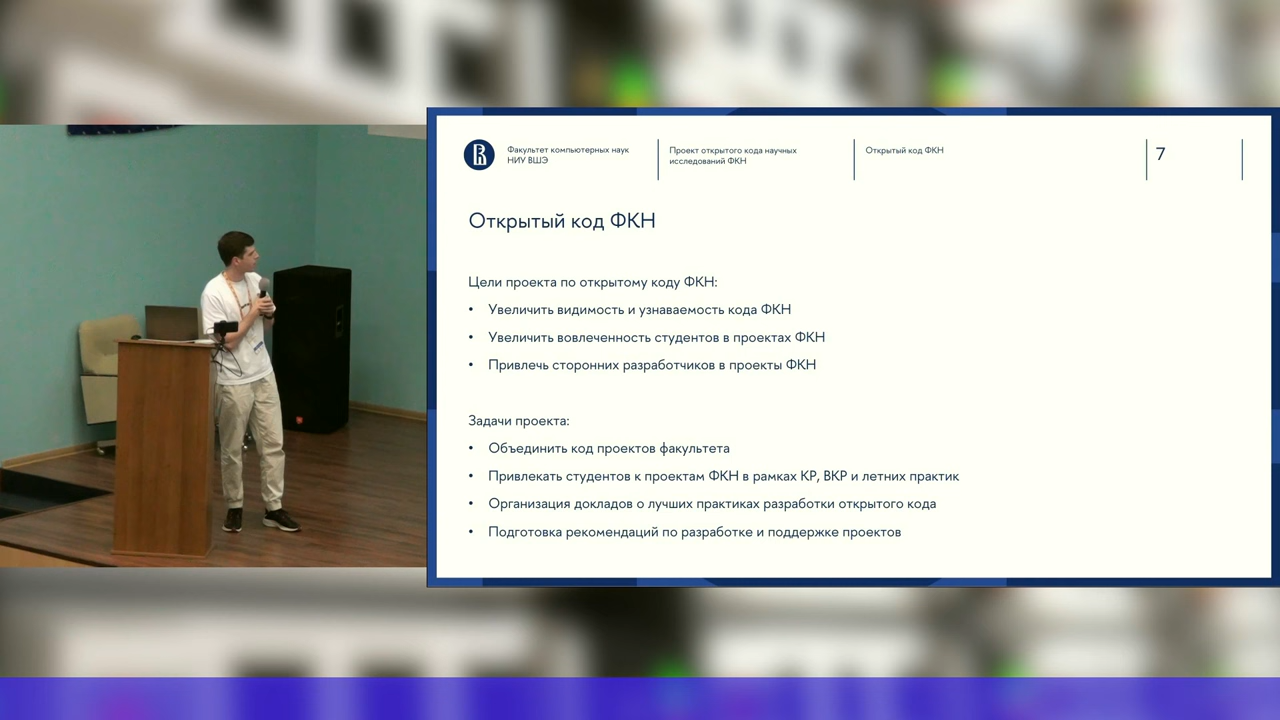 Факультет компьютерных наук
НИУ ВШЭ
Проект открытого кода научных
исследований ФКН
Открытый код ФКН
7
Открытый код ФКН
Цели проекта по открытому коду ФКН:
• Увеличить видимость и узнаваемость кода ФКН
• Увеличить вовлеченность студентов в проектах ФКН
• Привлечь сторонних разработчиков в проекты ФКН
Задачи проекта:
• Объединить код проектов факультета
• Привлекать студентов к проектам ФКН в рамках КР, ВКР и летних практик
• Организация докладов о лучших практиках разработки открытого кода
• Подготовка рекомендаций по разработке и поддержке проектов